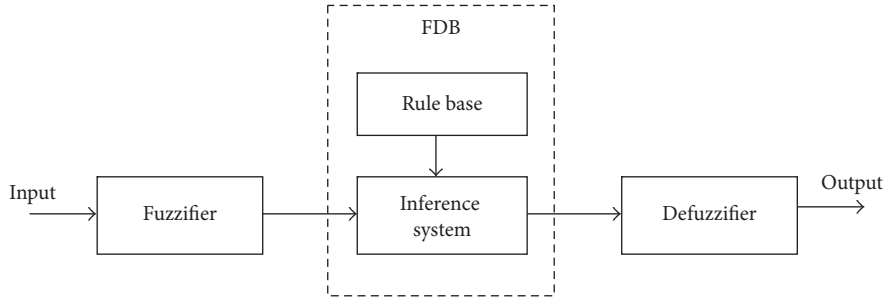 FDB
Rule base
Input
Fuzzifier
Inference
system
Defuzzifier
Output